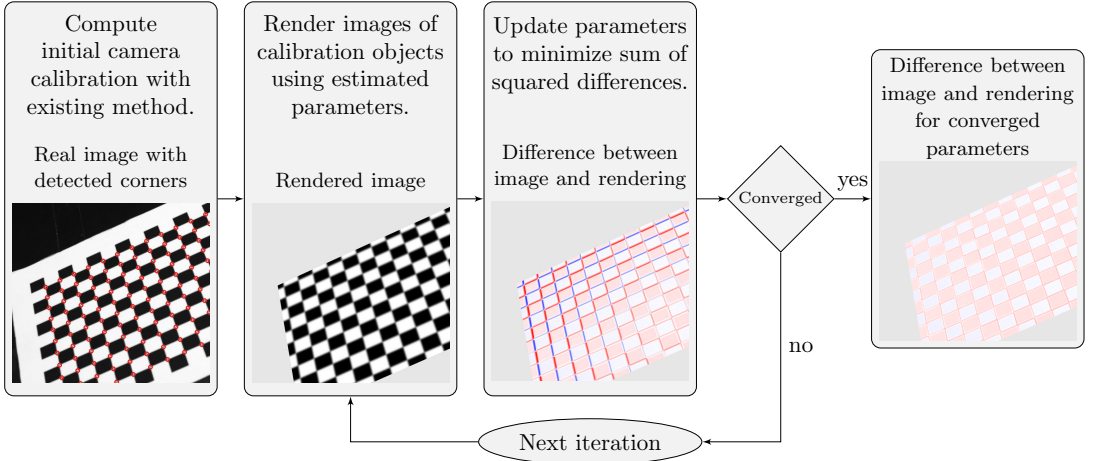 Compute
initial camera
calibration with
existing method.
Real image with
detected corners
Render images of
calibration objects
using estimated
parameters.
Rendered image
Update parameters
to minimize sum of
squared differences.
Difference between
image and rendering
Converged
yes
no
Difference between
image and rendering
for converged
parameters
Next iteration